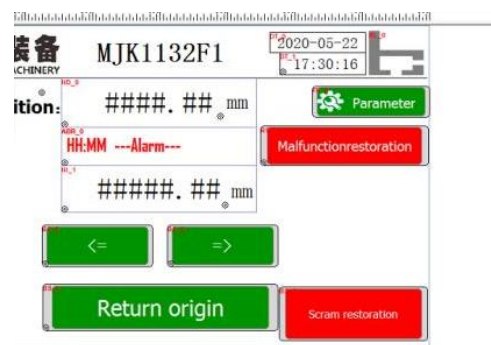 装备 MJK1132F1 2020-05-22
17:30:16
ACHINERY
ition: ####.## mm
Parameter
HH:MM ---Alarm---
Malfunctionrestoration
#####.## mm
<= =>
Return origin
Scram restoration